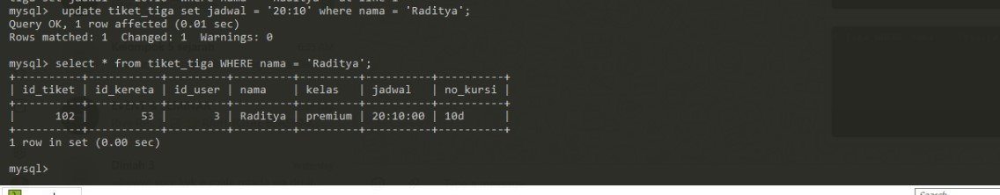 mysql>  update tiket_tiga set jadwal = '20:10' where nama = 'Raditya';
Query OK, 1 row affected (0.01 sec)
Rows matched: 1  Changed: 1  Warnings: 0
mysql> select * from tiket_tiga WHERE nama = 'Raditya';
+----------+-----------+---------+---------+---------+----------+----------+
| id_tiket | id_kereta | id_user | nama    | kelas   | jadwal   | no_kursi |
+----------+-----------+---------+---------+---------+----------+----------+
|      102 |        53 |       3 | Raditya | premium | 20:10:00 | 10d      |
+----------+-----------+---------+---------+---------+----------+----------+
1 row in set (0.00 sec)
mysql>
Search